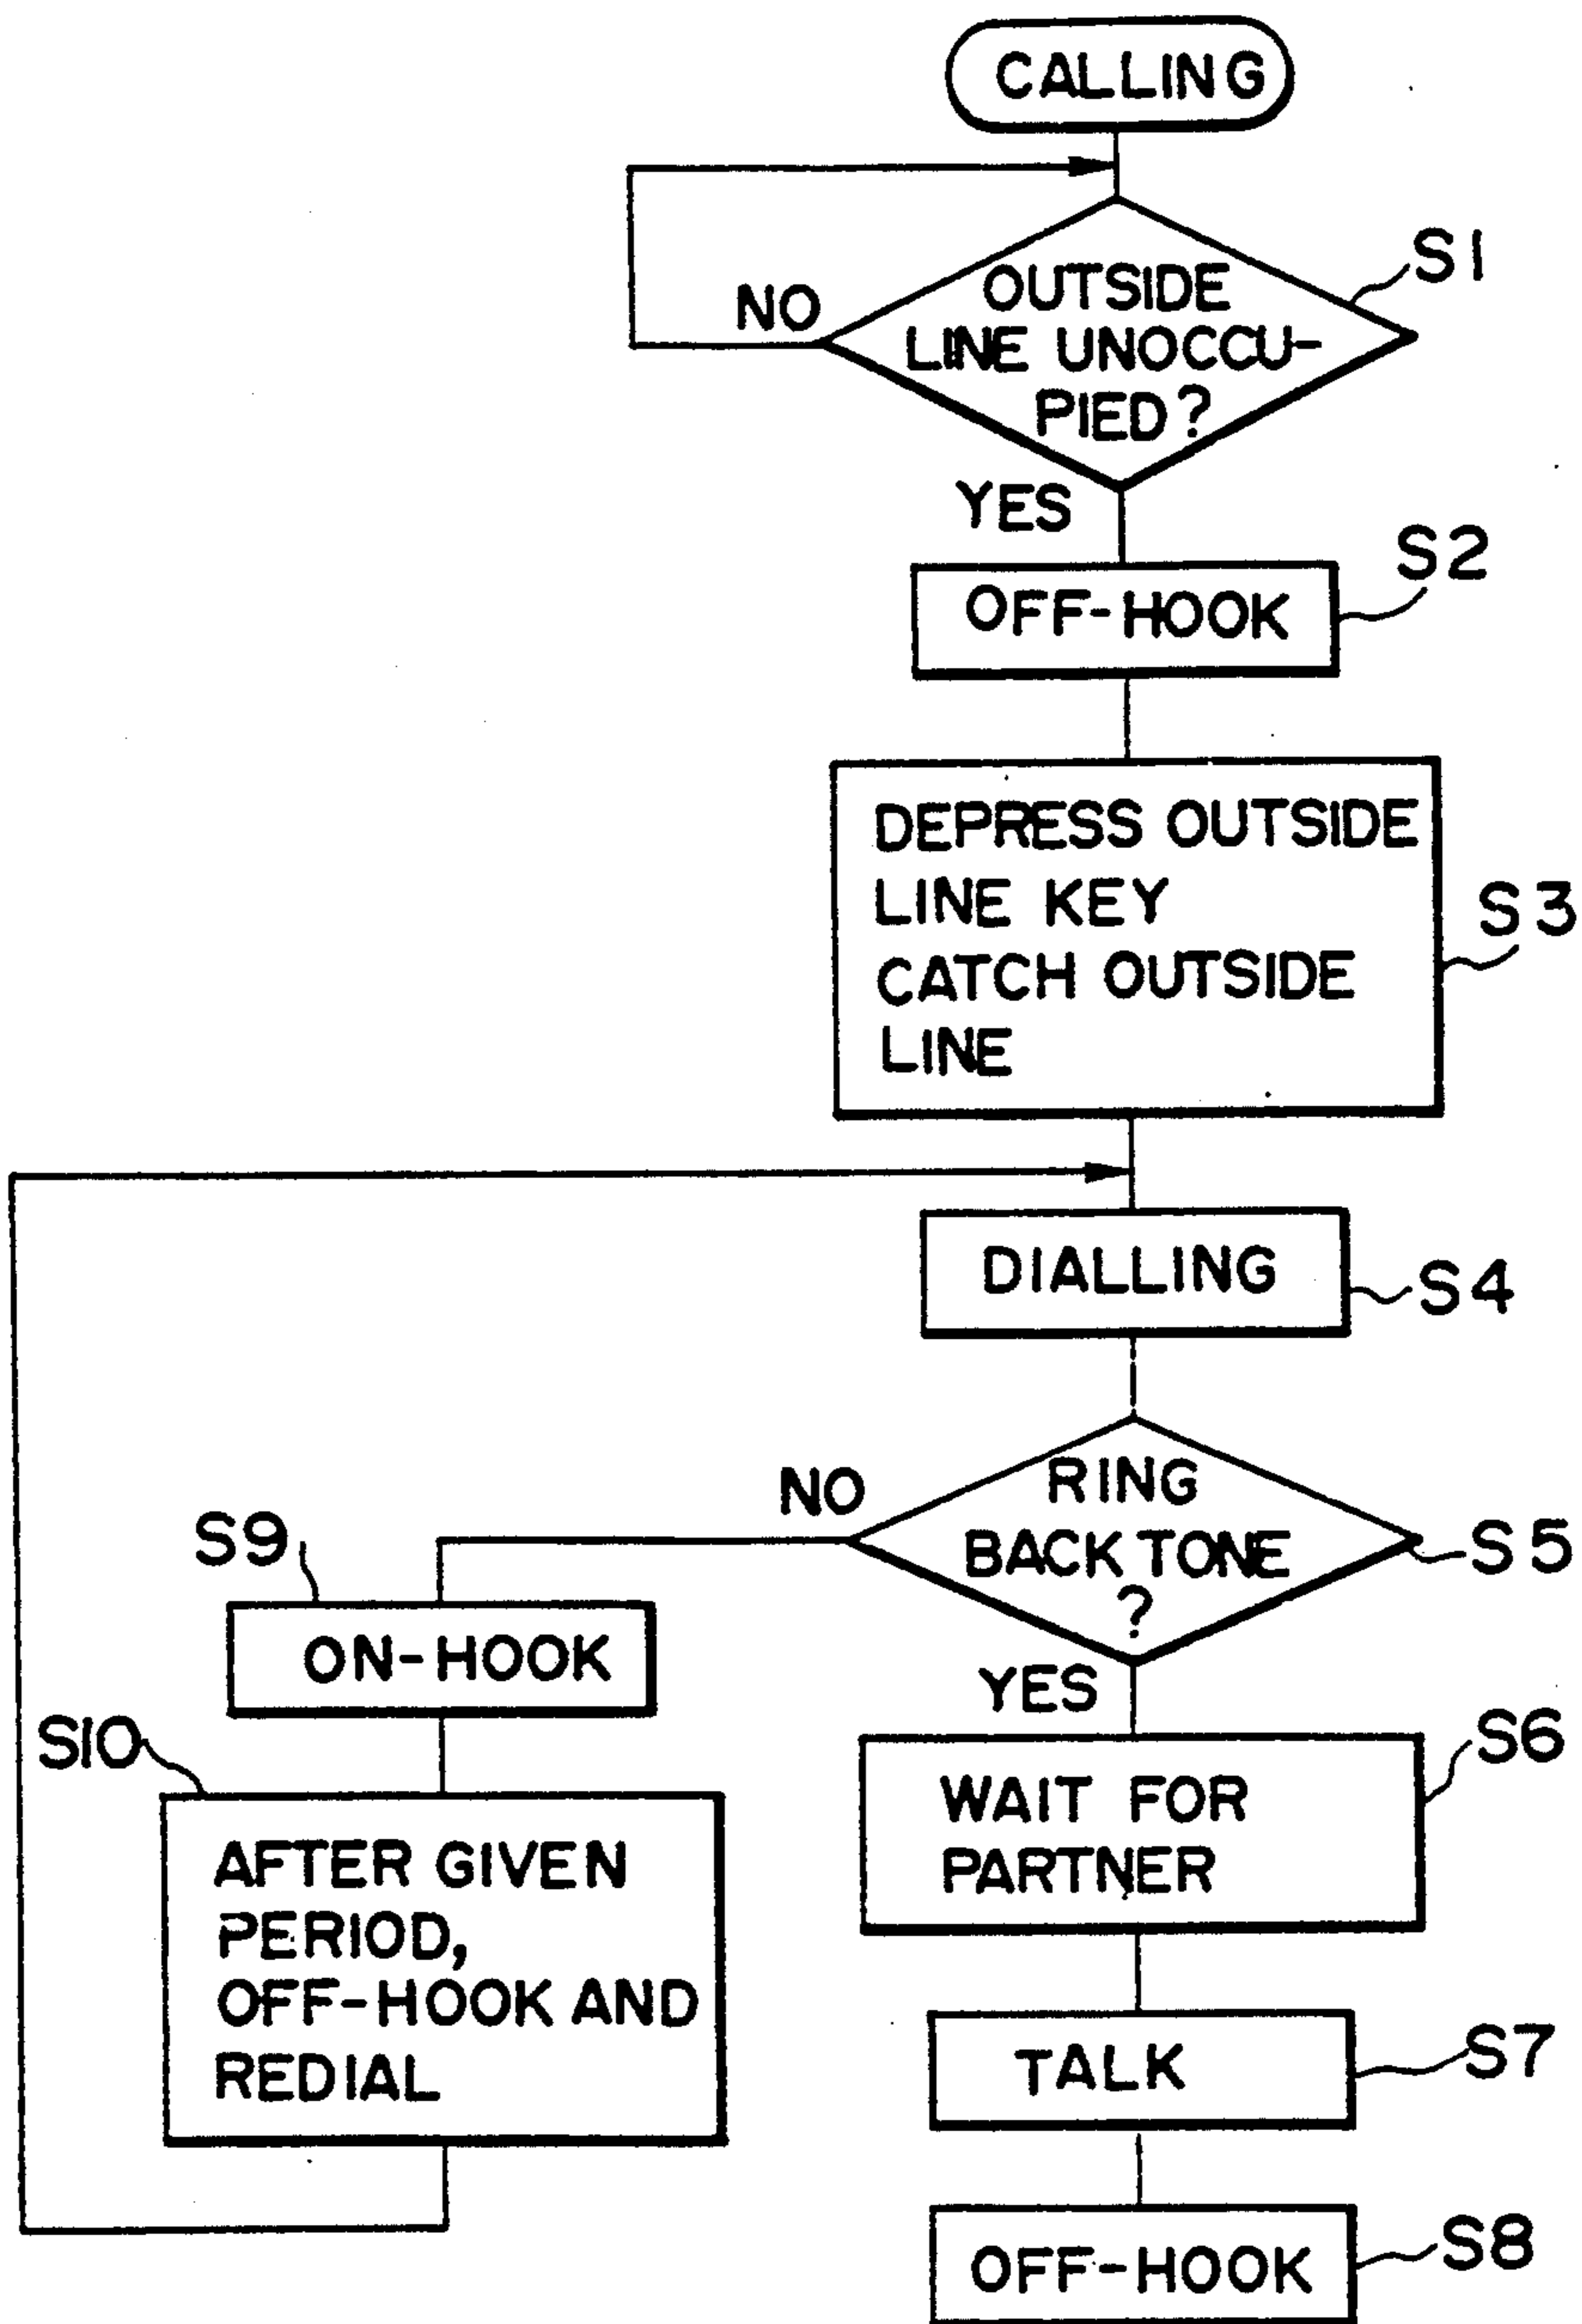 CALLING
S1
OUTSIDE
LINE UNOCCU-
PIED?
NO
YES
S2
OFF-HOOK
DEPRESS OUTSIDE
LINE KEY
CATCH OUTSIDE
LINE
S3
DIALLING
S4
NO
RING
BACK TONE
?
S5
YES
S9
ON-HOOK
S10
AFTER GIVEN
PERIOD,
OFF-HOOK AND
REDIAL
S6
WAIT FOR
PARTNER
TALK
S7
OFF-HOOK
S8